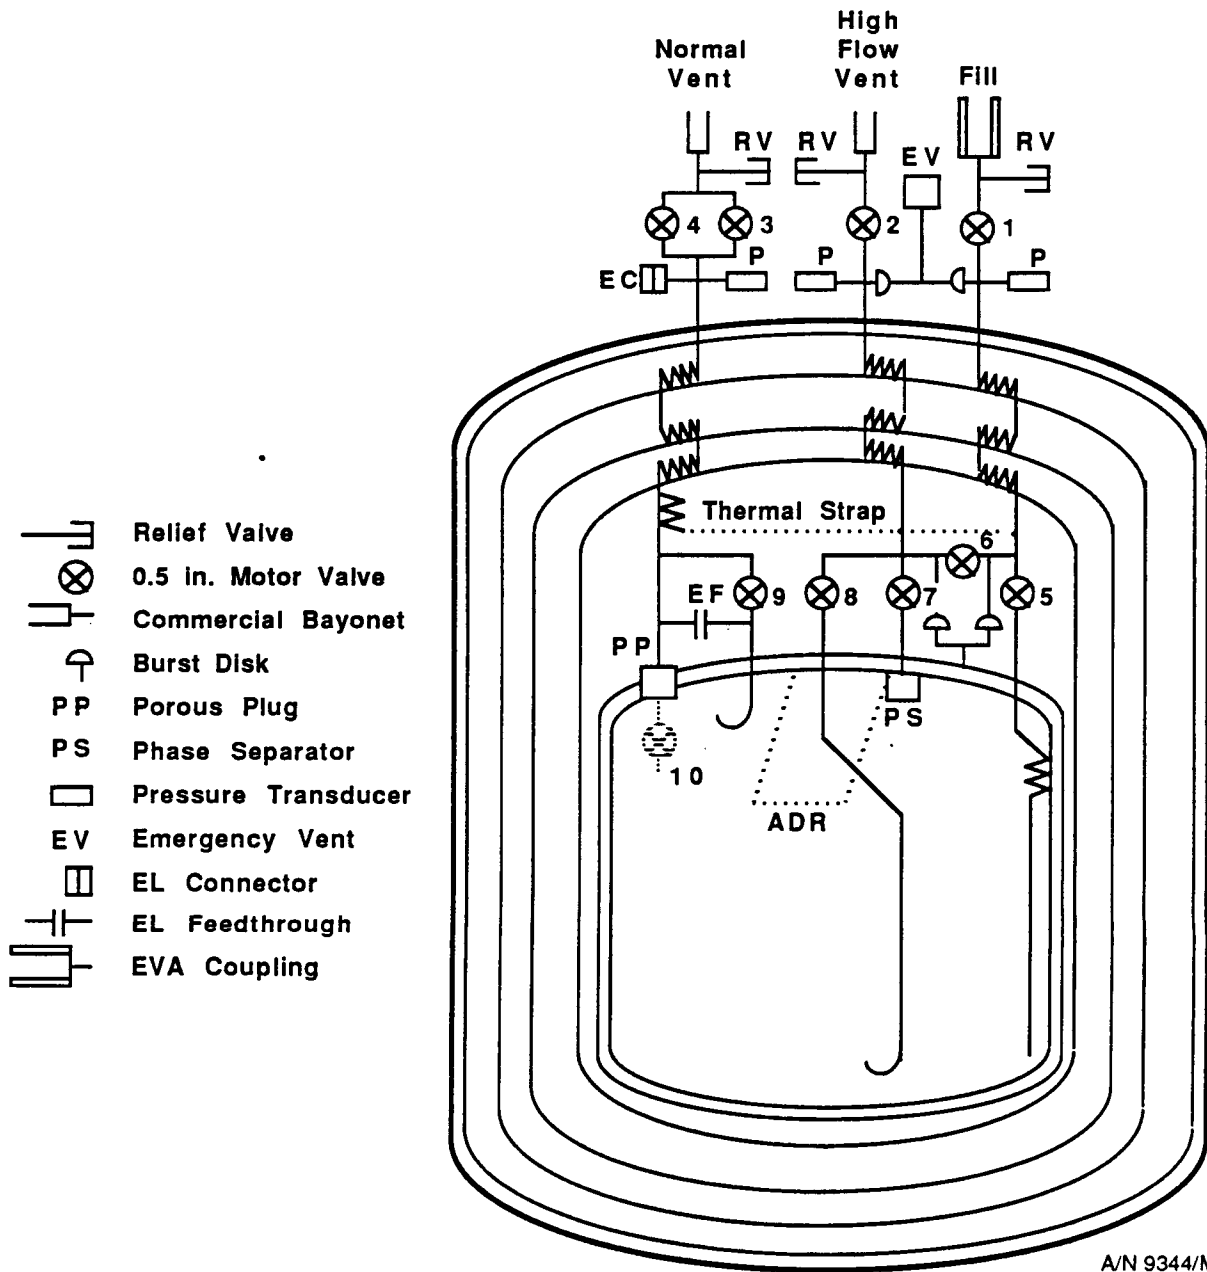 High
Flow
Vent
Normal
Vent
Fill
RV
RV
EV
RV
4
3
2
1
P
P
P
EC
Thermal Strap
6
EF
9
8
7
5
PP
PS
10
ADR
Relief Valve
0.5 in. Motor Valve
Commercial Bayonet
Burst Disk
PP Porous Plug
PS Phase Separator
Pressure Transducer
EV Emergency Vent
EL Connector
EL Feedthrough
EVA Coupling
A/N 9344/M